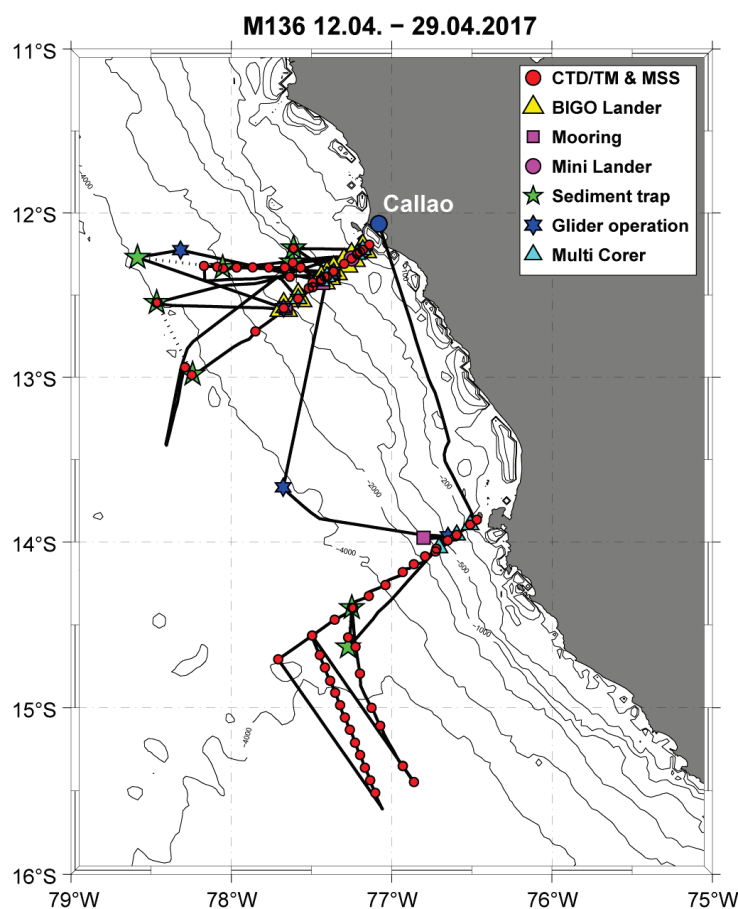 M136 12.04. – 29.04.2017
11°S
CTD/TM & MSS
BIGO Lander
Mooring
Mini Lander
Sediment trap
Glider operation
Multi Corer
-4000
12°S
Callao
13°S
-2000
-200
14°S
-4000
-500
-1000
15°S
-4000
16°S
79°W
78°W
77°W
76°W
75°W